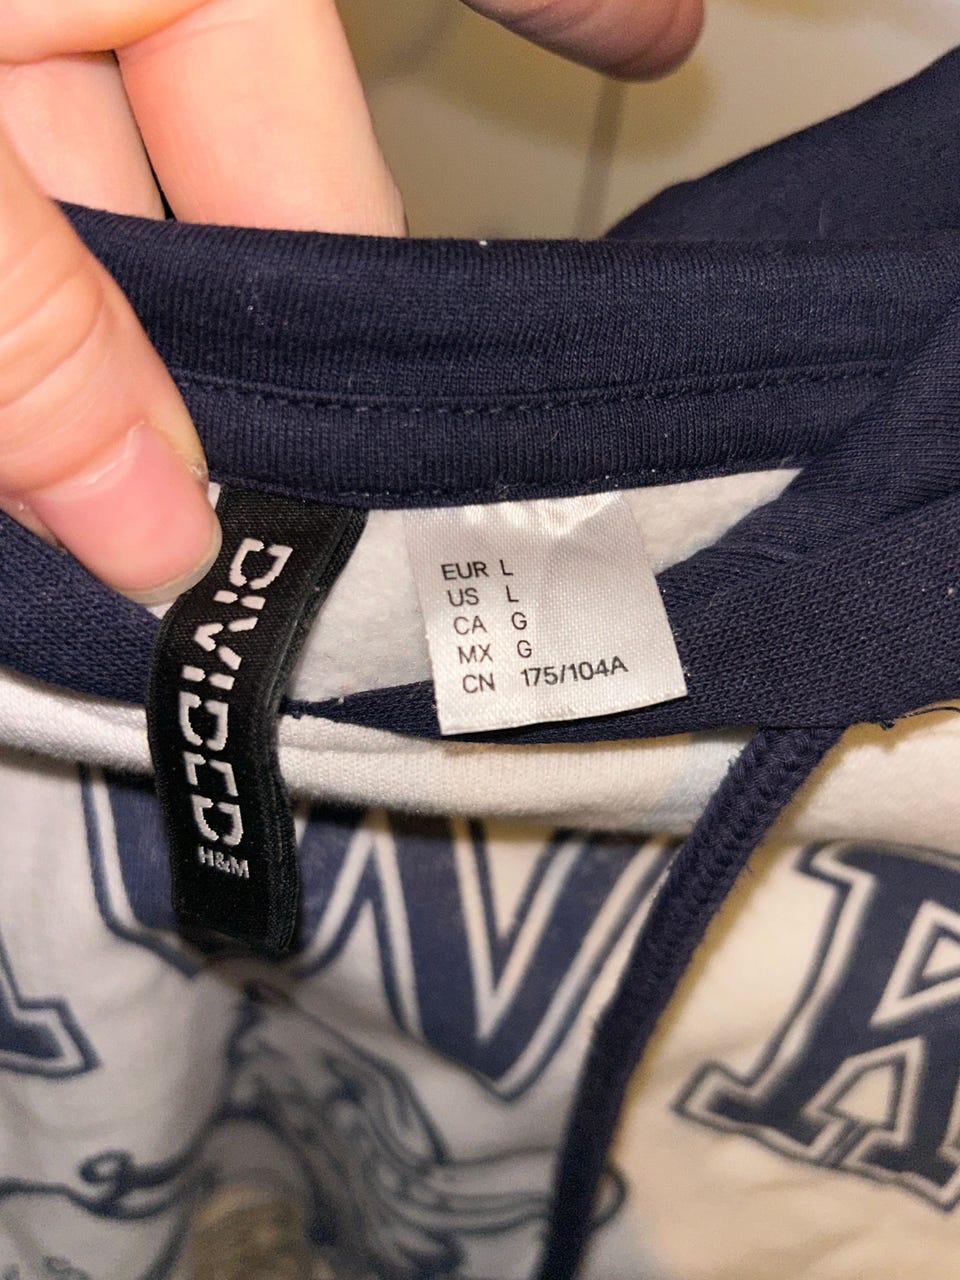 DIVIDED
H&M
EUR L
US L
CA G
MX G
CN 175/104A
W R